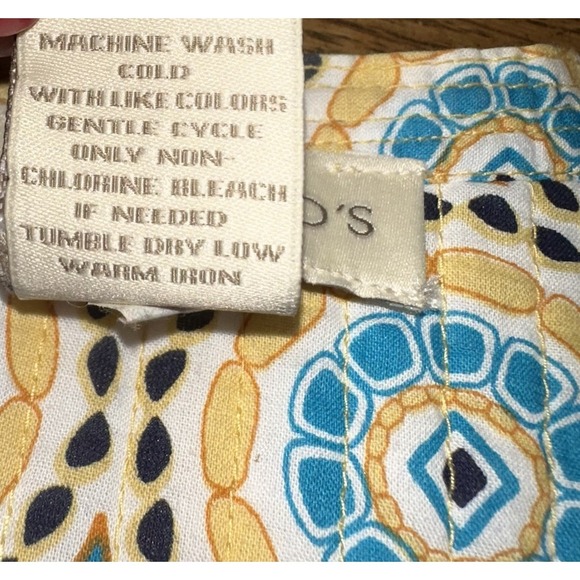 MACHINE WASH
COLD
WITH LIKE COLORS
GENTLE CYCLE
ONLY NON-
CHLORINE BLEACH
IF NEEDED
TUMBLE DRY LOW
WARM IRON
'S